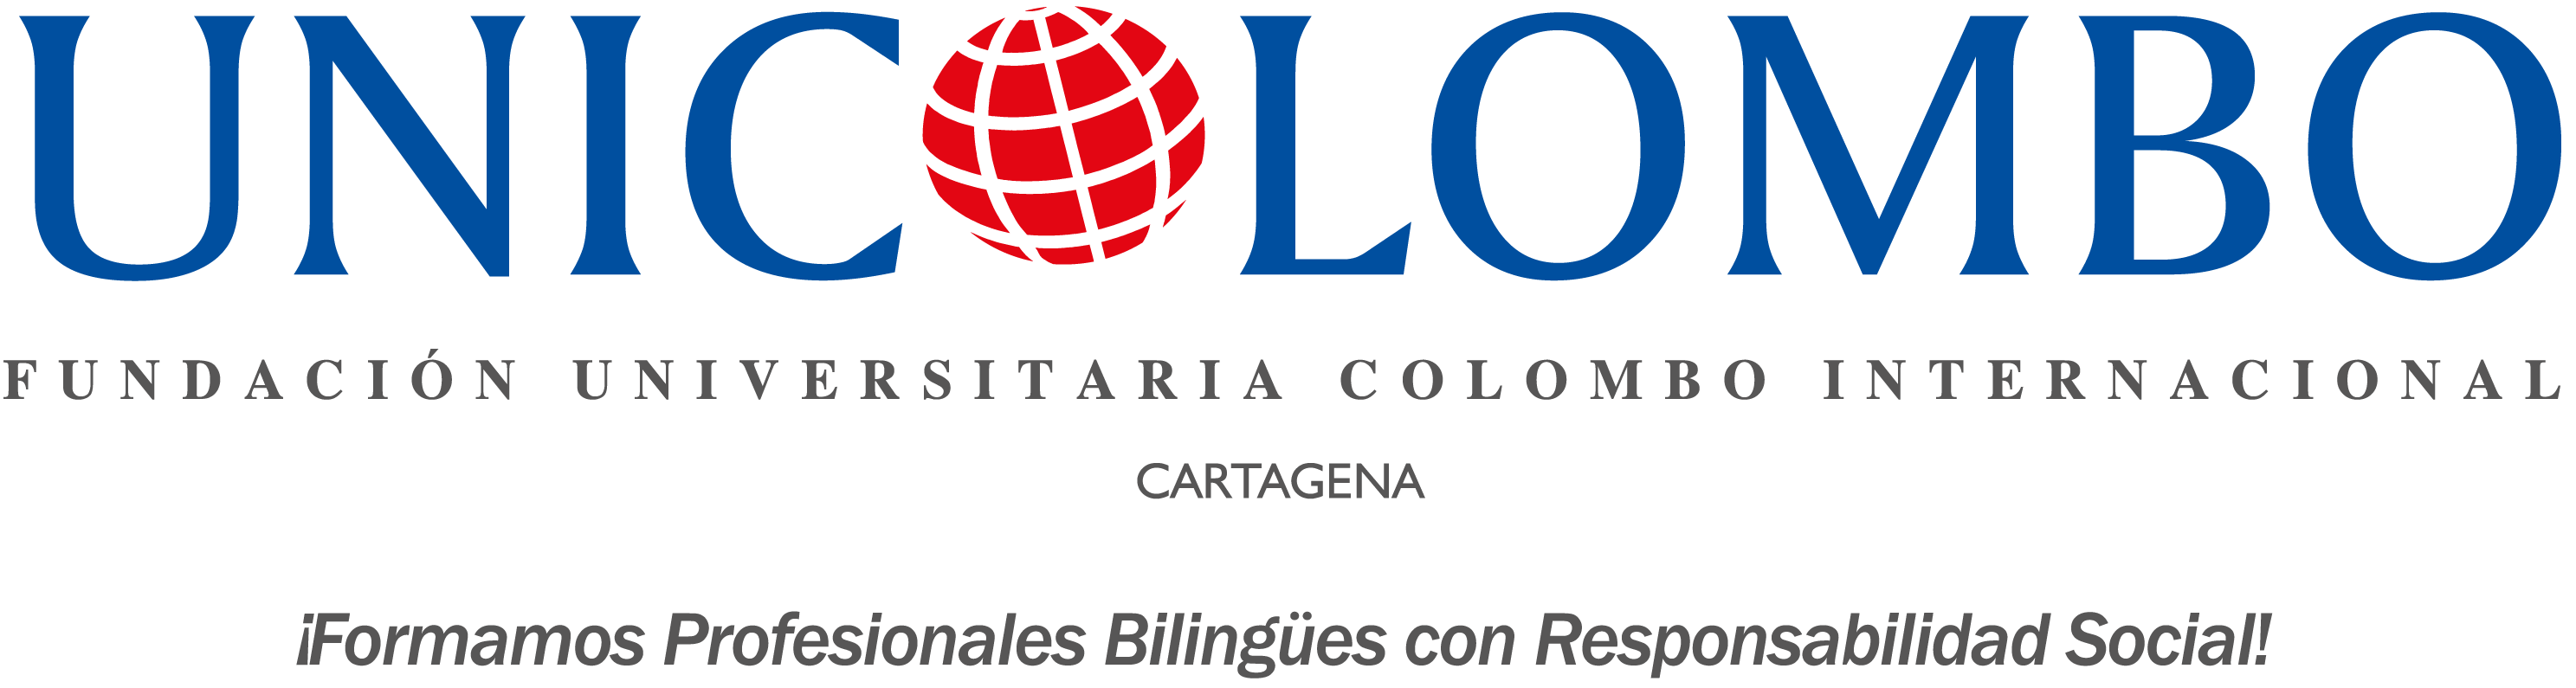 UNICOLOMBO
FUNDACIÓN UNIVERSITARIA COLOMBO INTERNACIONAL
CARTAGENA
¡Formamos Profesionales Bilingües con Responsabilidad Social!